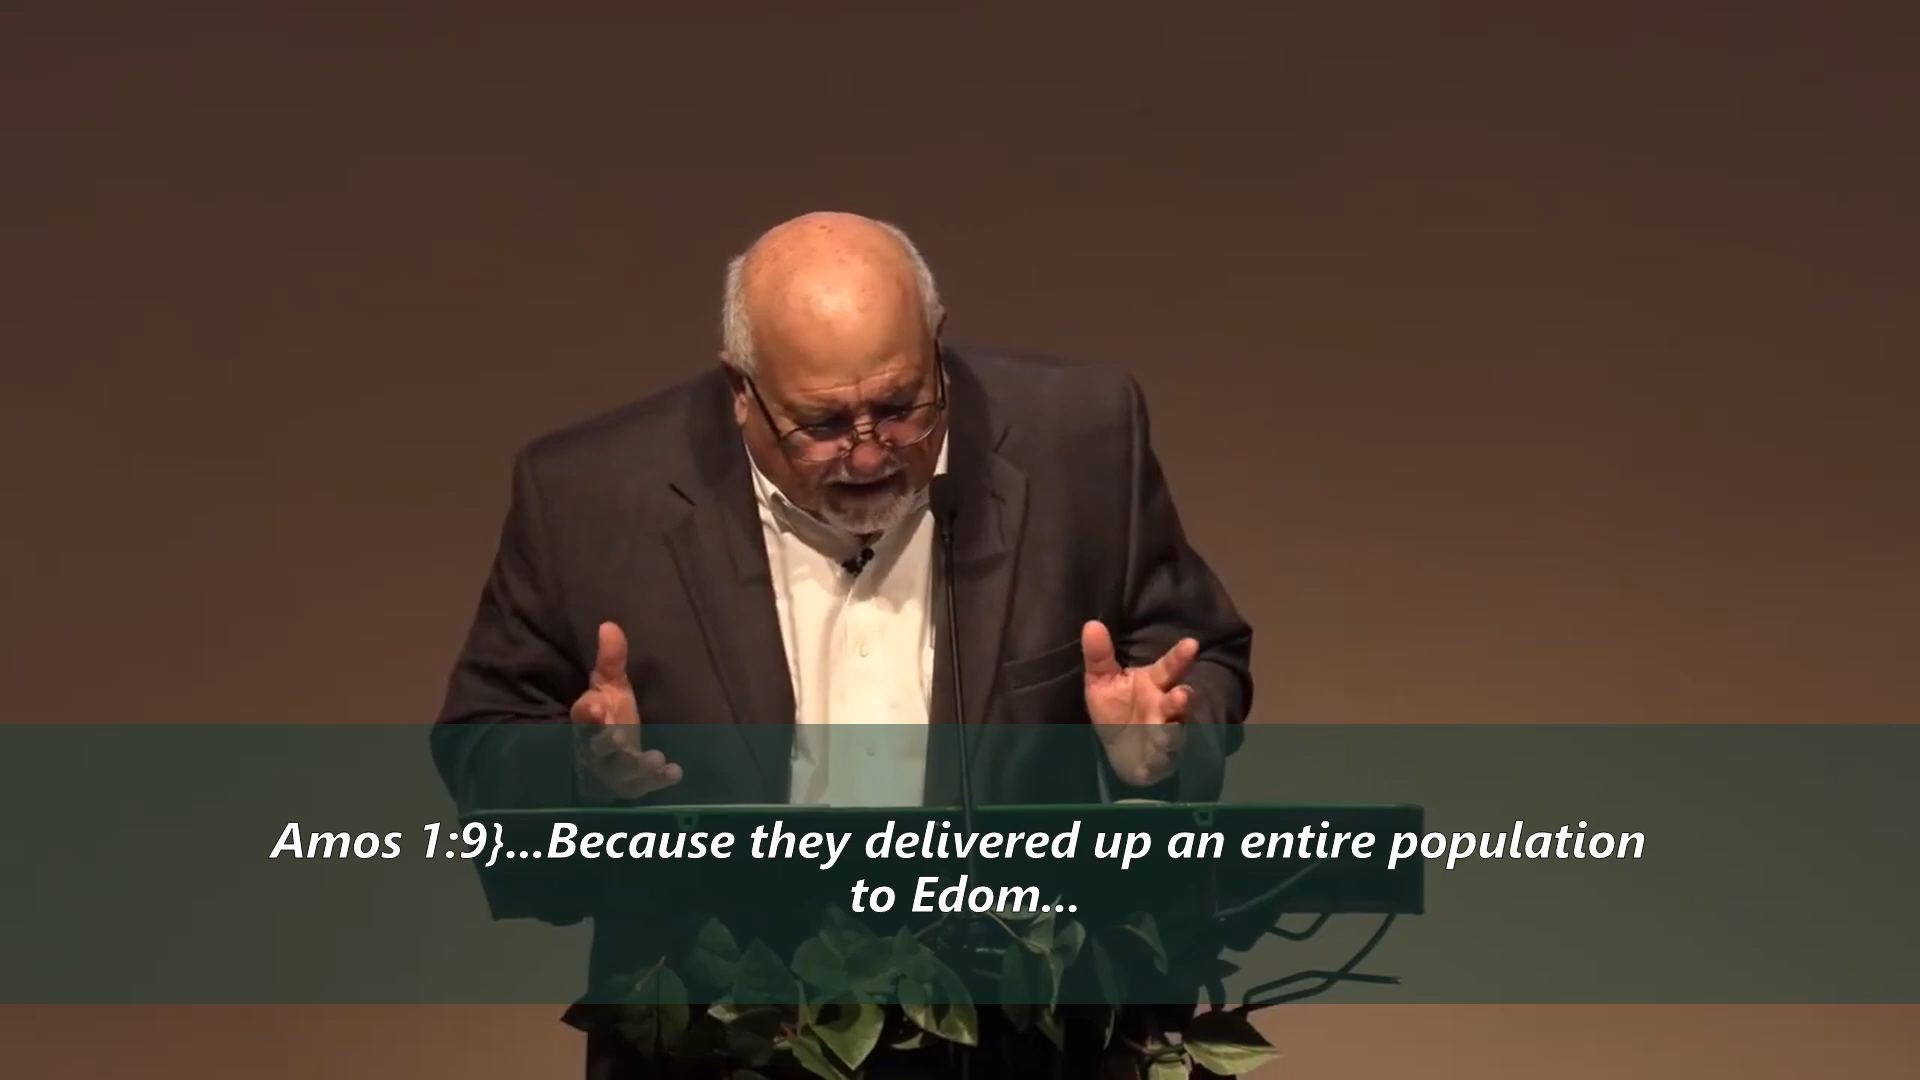 Amos 1:9}...Because they delivered up an entire population
to Edom...